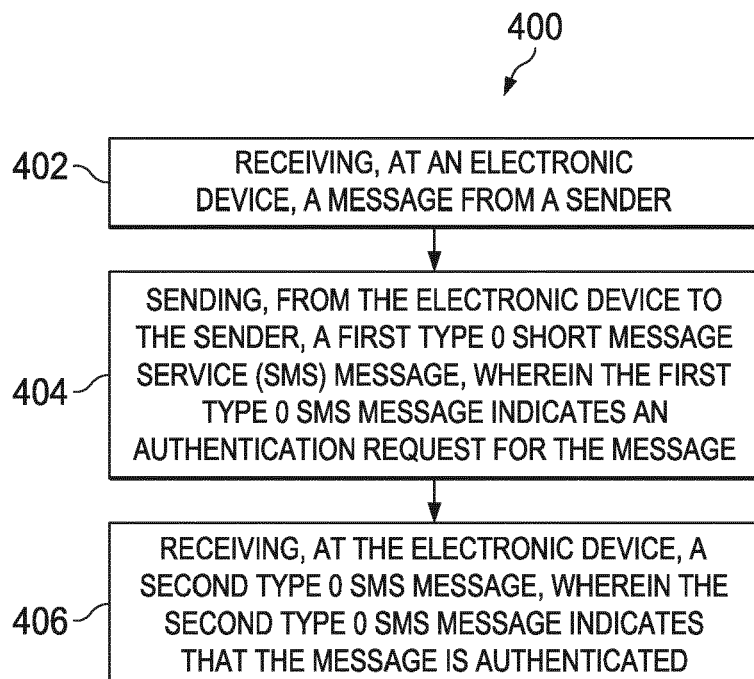 400
402
RECEIVING, AT AN ELECTRONIC
DEVICE, A MESSAGE FROM A SENDER
404
SENDING, FROM THE ELECTRONIC DEVICE TO
THE SENDER, A FIRST TYPE 0 SHORT MESSAGE
SERVICE (SMS) MESSAGE, WHEREIN THE FIRST
TYPE 0 SMS MESSAGE INDICATES AN
AUTHENTICATION REQUEST FOR THE MESSAGE
406
RECEIVING, AT THE ELECTRONIC DEVICE, A
SECOND TYPE 0 SMS MESSAGE, WHEREIN THE
SECOND TYPE 0 SMS MESSAGE INDICATES
THAT THE MESSAGE IS AUTHENTICATED